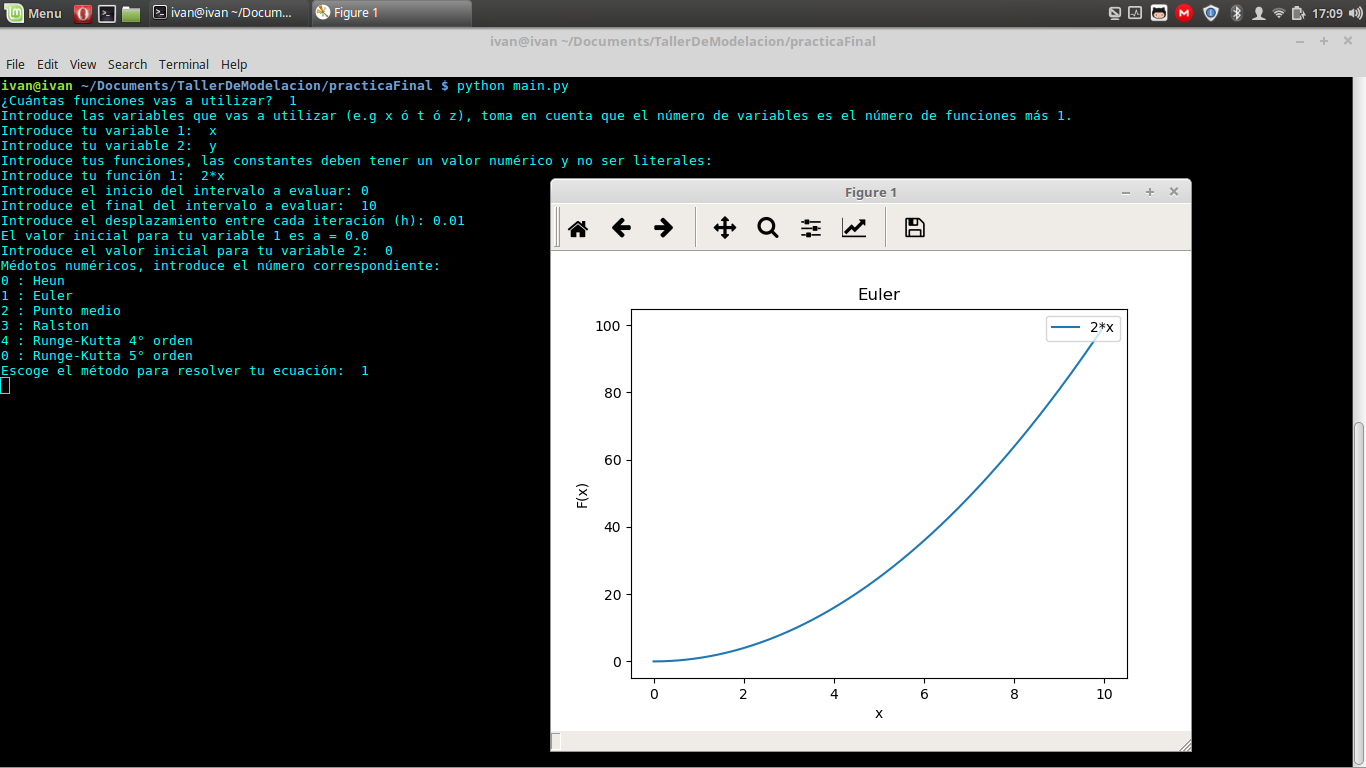 Menu
ivan@ivan ~/Docum...
Figure 1
17:09
ivan@ivan ~/Documents/TallerDeModelacion/practicaFinal
File Edit View Search Terminal Help
ivan@ivan ~/Documents/TallerDeModelacion/practicaFinal $ python main.py
¿Cuántas funciones vas a utilizar?  1
Introduce las variables que vas a utilizar (e.g x ó t ó z), toma en cuenta que el número de variables es el número de funciones más 1.
Introduce tu variable 1:  x
Introduce tu variable 2:  y
Introduce tus funciones, las constantes deben tener un valor numérico y no ser literales:
Introduce tu función 1:  2*x
Introduce el inicio del intervalo a evaluar: 0
Introduce el final del intervalo a evaluar:  10
Introduce el desplazamiento entre cada iteración (h): 0.01
El valor inicial para tu variable 1 es a = 0.0
Introduce el valor inicial para tu variable 2:  0
Médotos numéricos, introduce el número correspondiente:
0 : Heun
1 : Euler
2 : Punto medio
3 : Ralston
4 : Runge-Kutta 4° orden
0 : Runge-Kutta 5° orden
Escoge el método para resolver tu ecuación:  1
Figure 1
Euler
2*x
100
80
60
40
20
0
F(x)
0 2 4 6 8 10
x